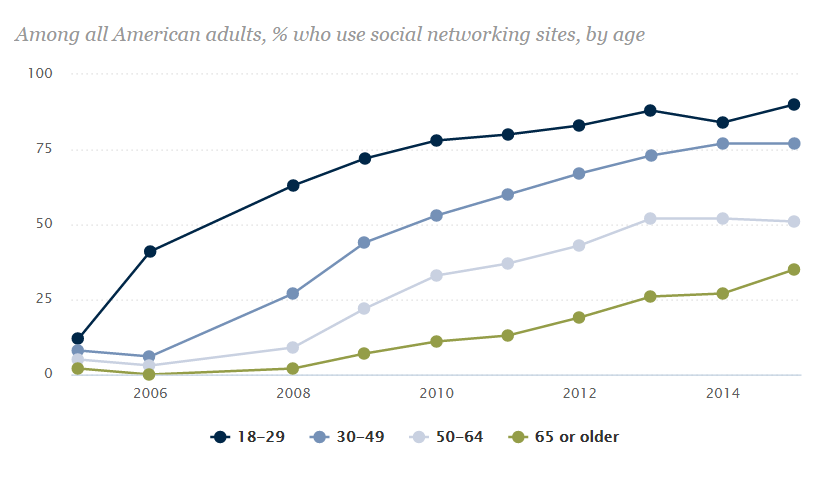 Among all American adults, % who use social networking sites, by age
100
75
50
25
0
2006 2008 2010 2012 2014
18–29 30–49 50–64 65 or older